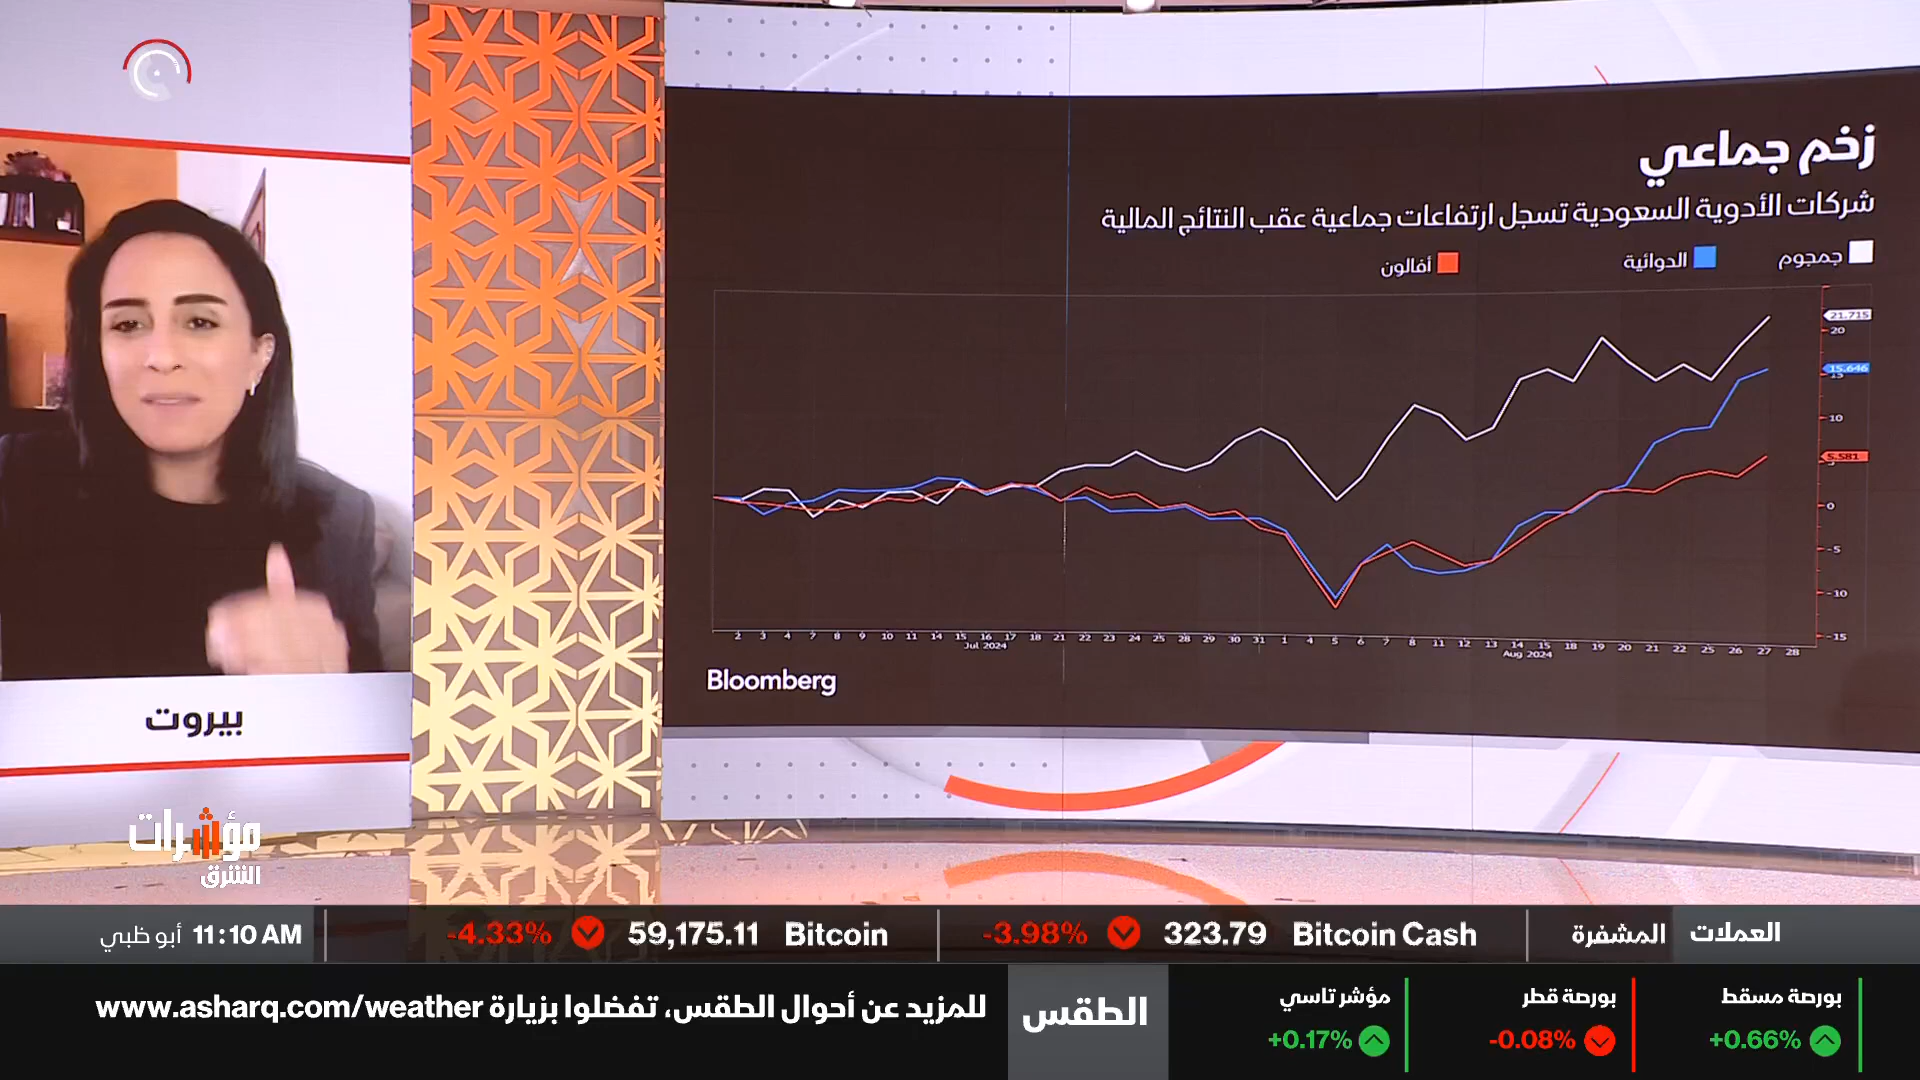 زخم جماعي
شركات الأدوية السعودية تسجل ارتفاعات جماعية عقب النتائج المالية
جمجوم
الدوائية
أفالون
21.715
20
15.646
15
10
5.581
5
0
-5
-10
-15
2 3 4 7 8 9 10 11 14 15 16 17 18 21 22 23 24 25 28 29 30 31 1 4 5 6 7 8 11 12 13 14 15 18 19 20 21 22 25 26 27 28
Jul 2024
Aug 2024
Bloomberg
بيروت
مؤشرات
الشرق
العملات المشفرة
Bitcoin Cash 323.79 -3.98%
Bitcoin 59,175.11 -4.33%
11:10 AM أبو ظبي
بورصة مسقط
+0.66%
بورصة قطر
-0.08%
مؤشر تاسي
+0.17%
الطقس
للمزيد عن أحوال الطقس، تفضلوا بزيارة www.asharq.com/weather